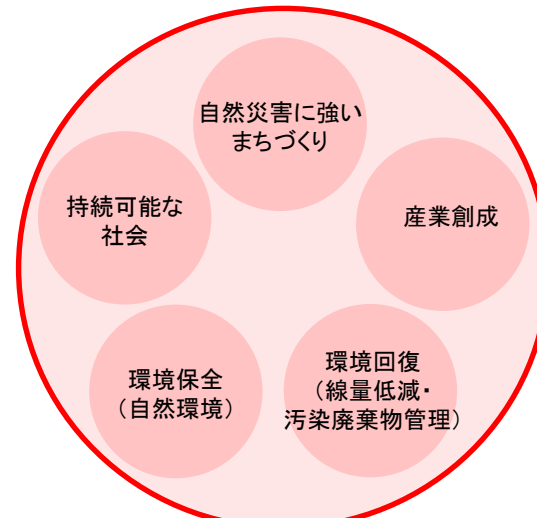 自然災害に強い
まちづくり
持続可能な
社会
産業創成
環境保全
（自然環境）
環境回復
（線量低減・
汚染廃棄物管理）